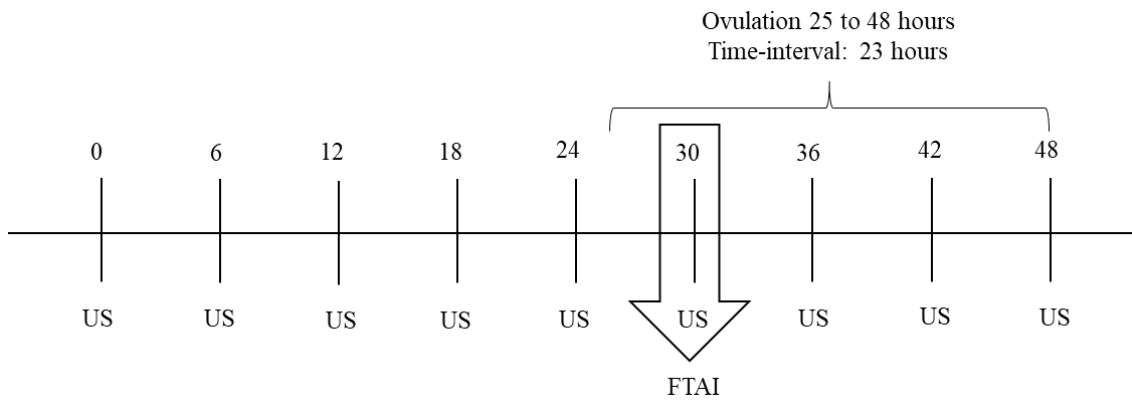 Ovulation 25 to 48 hours
Time-interval: 23 hours
0 6 12 18 24 30 36 42 48
US US US US US US US US US
FTAI